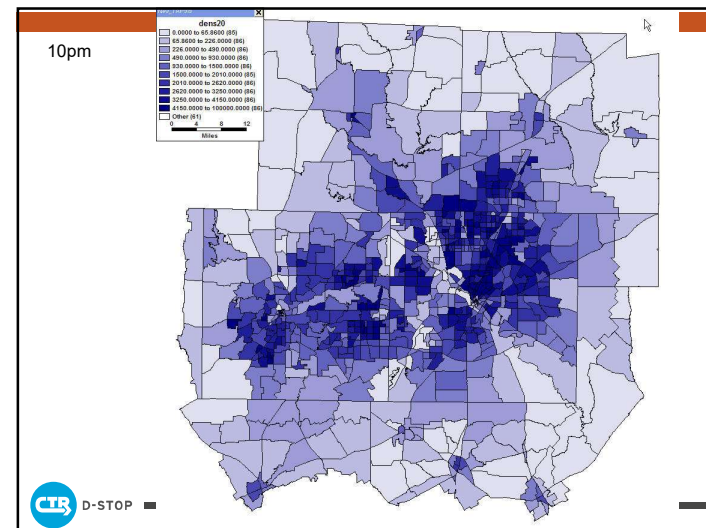 dens20
0.0000 to 65.8600 (85)
65.8600 to 226.0000 (86)
226.0000 to 490.0000 (86)
490.0000 to 930.0000 (86)
930.0000 to 1500.0000 (86)
1500.0000 to 2010.0000 (85)
2010.0000 to 2620.0000 (86)
2620.0000 to 3250.0000 (86)
3250.0000 to 4150.0000 (86)
4150.0000 to 100000.0000 (86)
Other (61)
0 4 8 12
Miles
10pm
CTR D-STOP